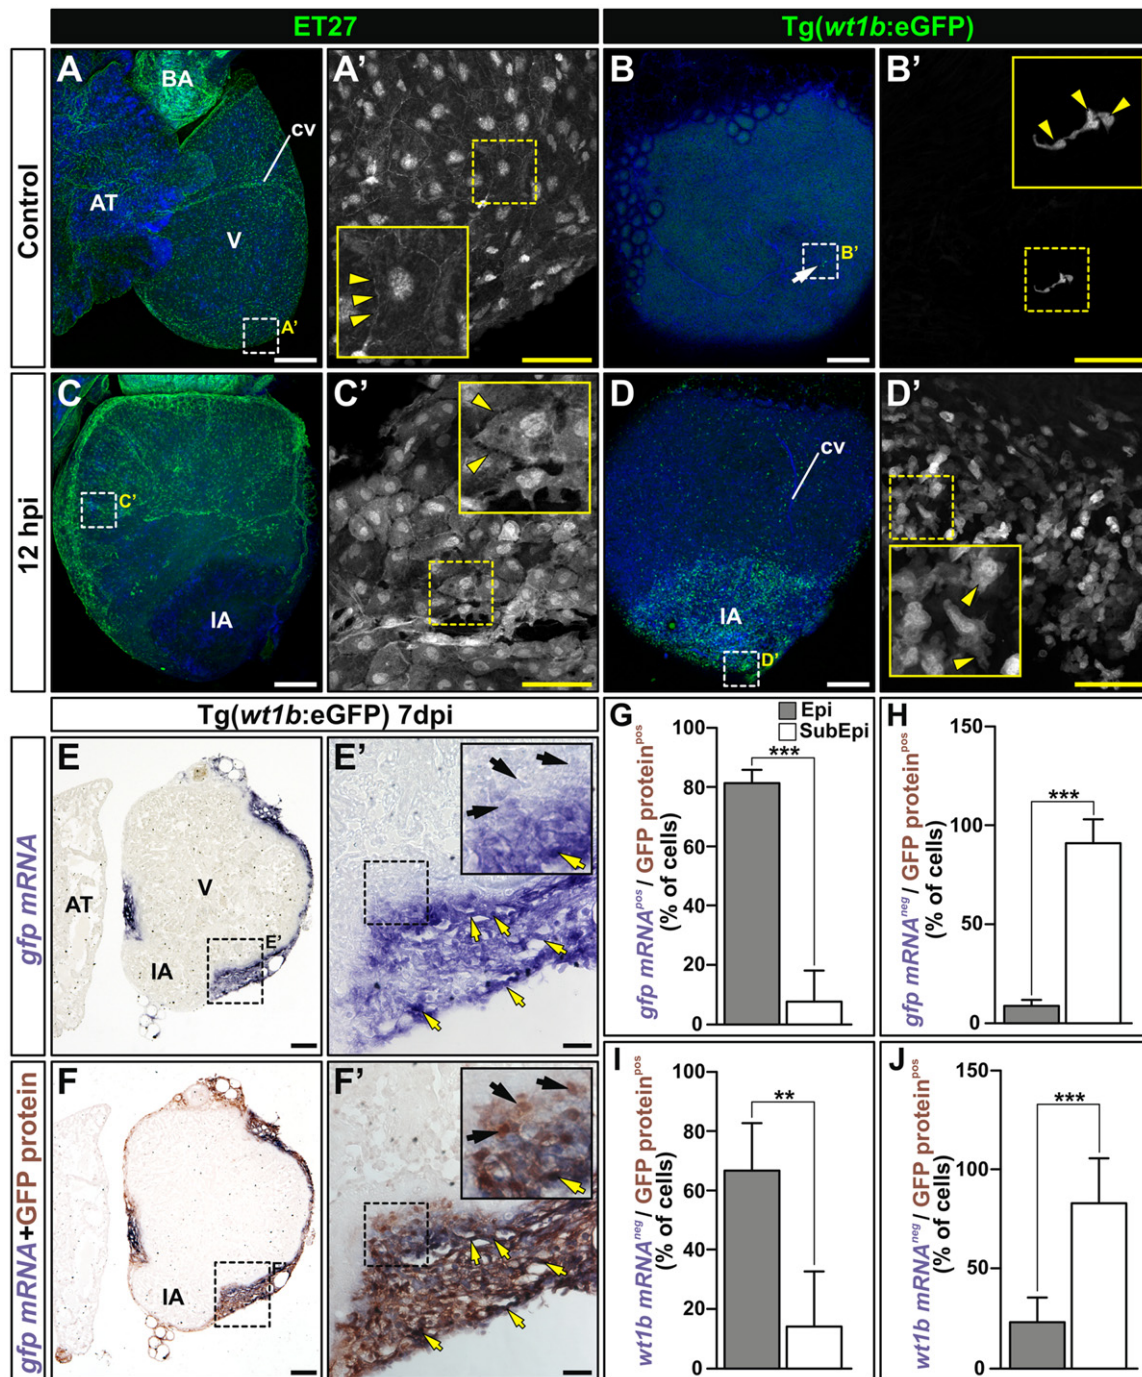 ET27
Tg(wt1b:eGFP)
Control
A
BA
cv
AT
V
A'
A'
B
B'
B'
12 hpi
C
C'
IA
C'
D
cv
IA
D'
D'
Tg(wt1b:eGFP) 7dpi
gfp mRNA
E
AT
V
IA
E'
E'
gfp mRNA+GFP protein
F
IA
F'
G
Epi
SubEpi
gfp mRNApos / GFP proteinpos
(% of cells)
100
80
60
40
20
0
***
H
gfp mRNAneg / GFP proteinpos
(% of cells)
150
100
50
0
***
I
wt1b mRNAneg / GFP proteinpos
(% of cells)
80
60
40
20
0
**
J
wt1b mRNAneg / GFP proteinpos
(% of cells)
150
100
50
0
***